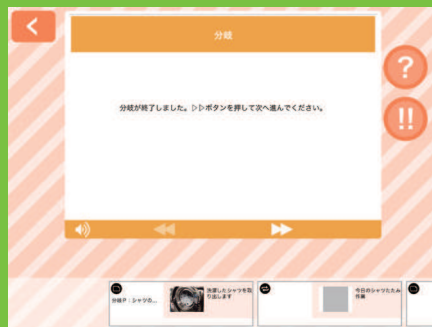 分岐
分岐が終了しました。▷▷ボタンを押して次へ進んでください。
?
!!
分岐P：シャツの...
洗濯したシャツを取
り出します
今日のシャツたたみ
作業